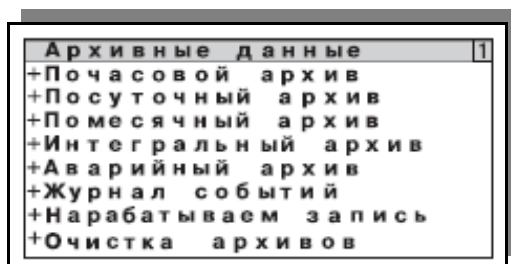 Архивные данные 1
+Почасовой архив
+Посуточный архив
+Помесячный архив
+Интегральный архив
+Аварийный архив
+Журнал событий
+Нарабатываем запись
+Очистка архивов